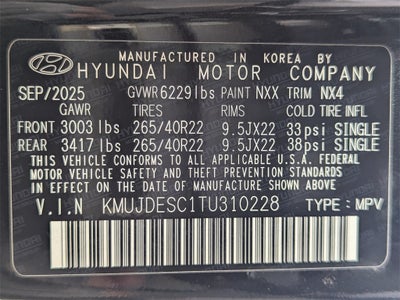 MANUFACTURED IN KOREA BY
HYUNDAI MOTOR COMPANY
SEP/2025 GVWR 6229lbs PAINT NXX TRIM NX4
GAWR TIRES RIMS COLD TIRE INFL
FRONT 3003 lbs 265/40R22 9.5JX22 33psi SINGLE
REAR 3417 lbs 265/40R22 9.5JX22 38psi SINGLE
THIS VEHICLE CONFORMS TO ALL APPLICABLE U.S.A. FEDERAL
MOTOR VEHICLE SAFETY AND THEFT PREVENTION STANDARDS
IN EFFECT ON THE DATE OF MANUFACTURE SHOWN ABOVE.
V.I.N KMUJDESC1TU310228 TYPE: MPV